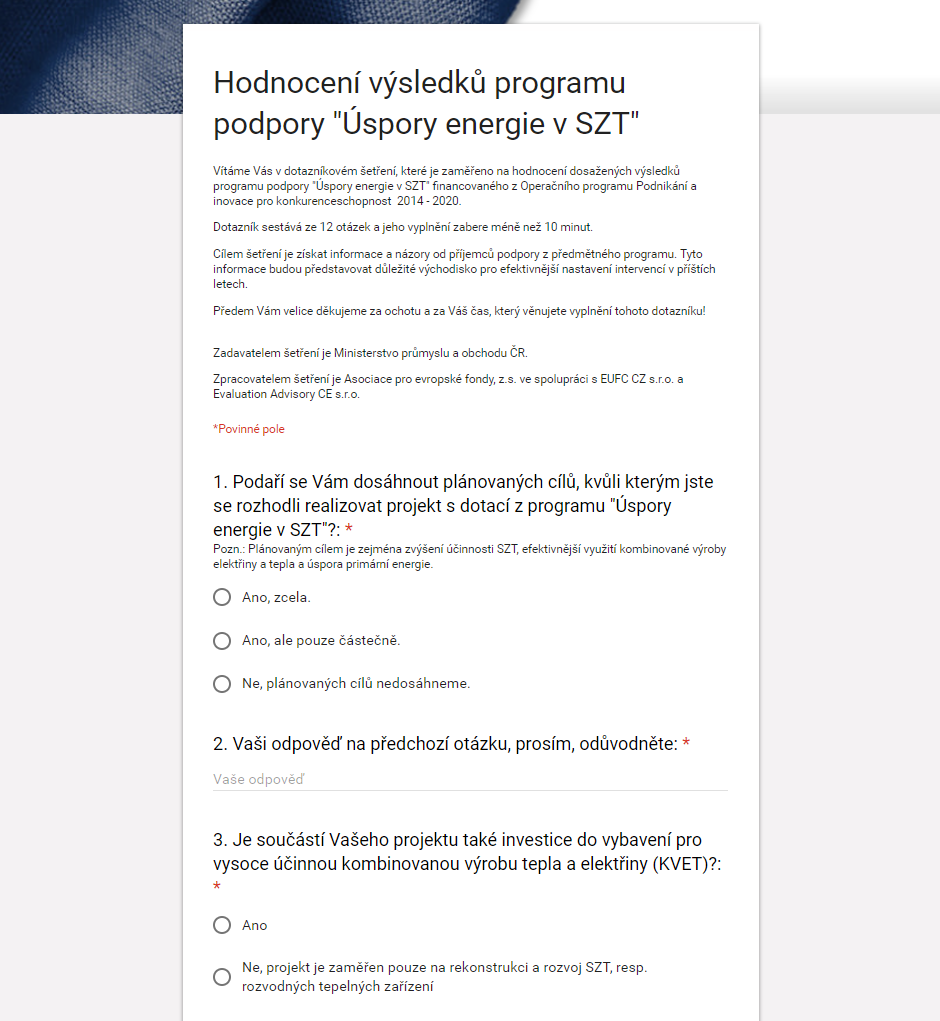 Hodnocení výsledků programu
podpory "Úspory energie v SZT"
Vítáme Vás v dotazníkovém šetření, které je zaměřeno na hodnocení dosažených výsledků
programu podpory "Úspory energie v SZT" financovaného z Operačního programu Podnikání a
inovace pro konkurenceschopnost  2014 - 2020.
Dotazník sestává ze 12 otázek a jeho vyplnění zabere méně než 10 minut.
Cílem šetření je získat informace a názory od příjemců podpory z předmětného programu. Tyto
informace budou představovat důležité východisko pro efektivnější nastavení intervencí v příštích
letech.
Předem Vám velice děkujeme za ochotu a za Váš čas, který věnujete vyplnění tohoto dotazníku!
Zadavatelem šetření je Ministerstvo průmyslu a obchodu ČR.
Zpracovatelem šetření je Asociace pro evropské fondy, z.s. ve spolupráci s EUFC CZ s.r.o. a
Evaluation Advisory CE s.r.o.
*Povinné pole
1. Podaří se Vám dosáhnout plánovaných cílů, kvůli kterým jste
se rozhodli realizovat projekt s dotací z programu "Úspory
energie v SZT"?: *
Pozn.: Plánovaným cílem je zejména zvýšení účinnosti SZT, efektivnější využití kombinované výroby
elektřiny a tepla a úspora primární energie.
Ano, zcela.
Ano, ale pouze částečně.
Ne, plánovaných cílů nedosáhneme.
2. Vaši odpověď na předchozí otázku, prosím, odůvodněte: *
Vaše odpověď
3. Je součástí Vašeho projektu také investice do vybavení pro
vysoce účinnou kombinovanou výrobu tepla a elektřiny (KVET)?:
*
Ano
Ne, projekt je zaměřen pouze na rekonstrukci a rozvoj SZT, resp.
rozvodných tepelných zařízení